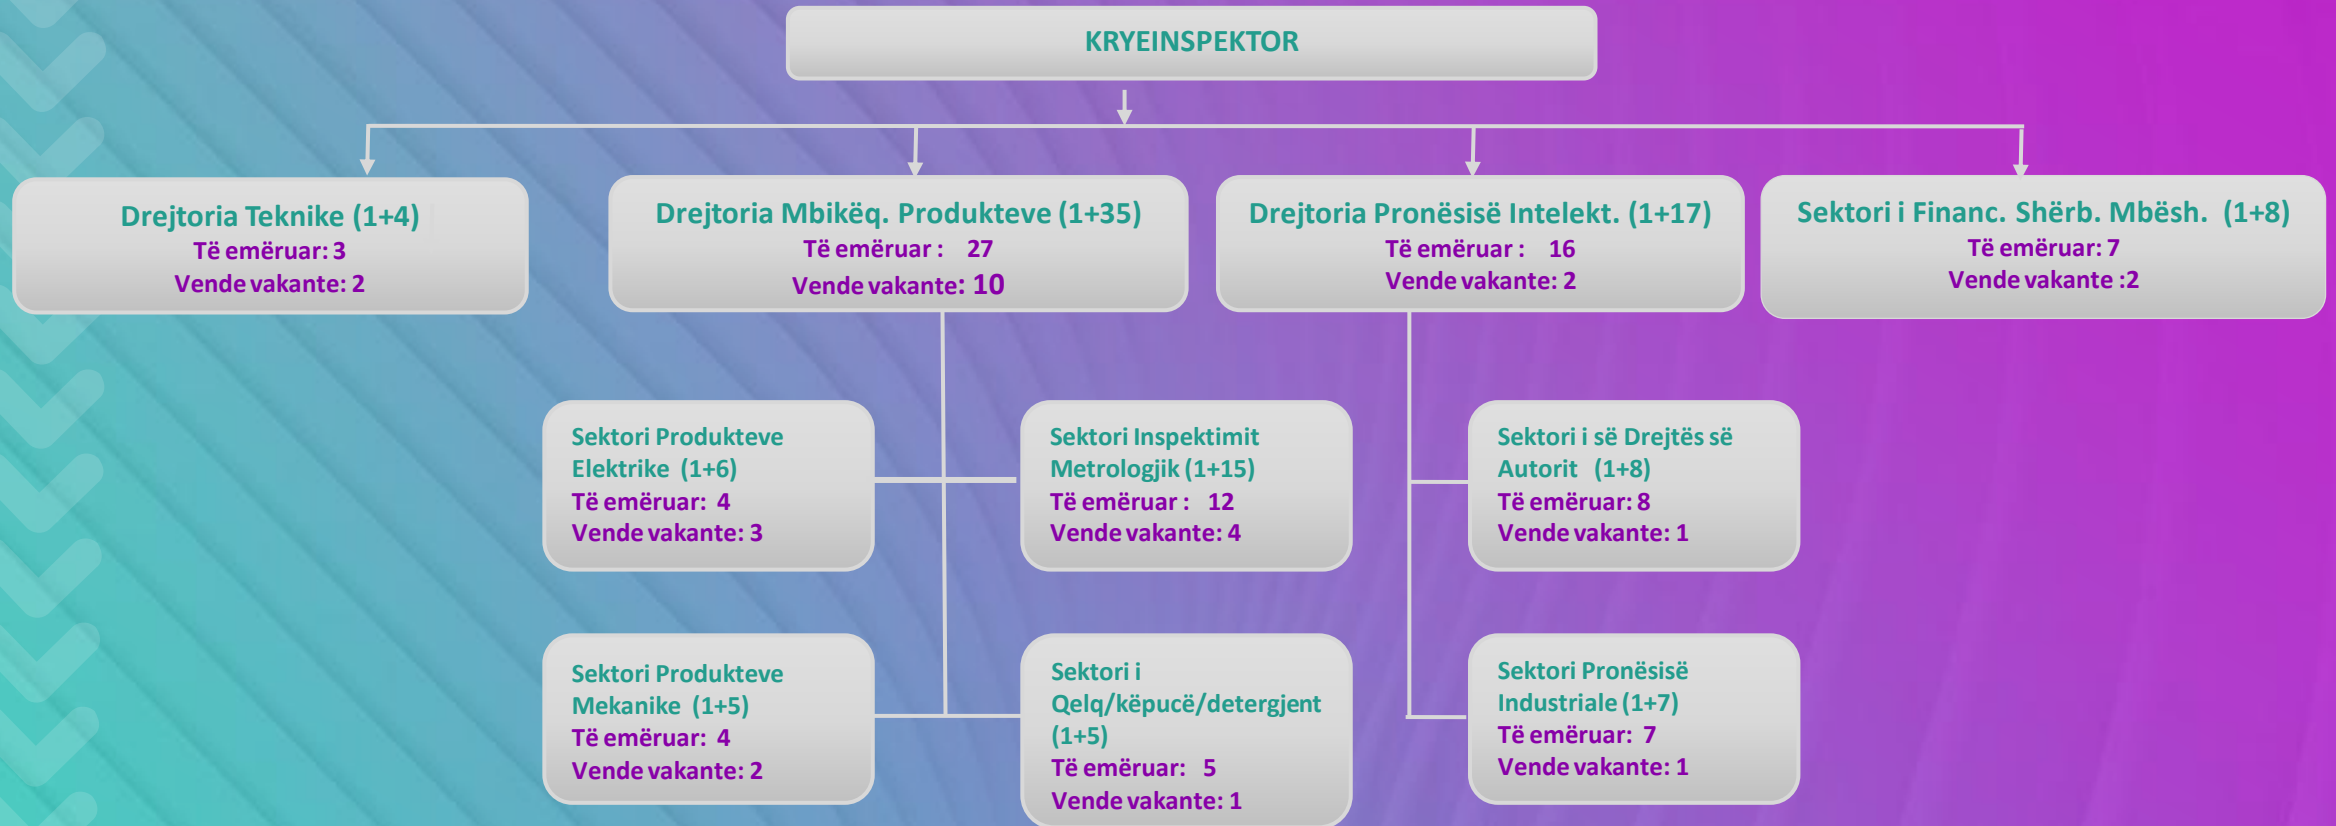 KRYEINSPEKTOR
Drejtoria Teknike (1+4)
Të emëruar: 3
Vende vakante: 2
Drejtoria Mbikëq. Produkteve (1+35)
Të emëruar : 27
Vende vakante: 10
Drejtoria Pronësisë Intelekt. (1+17)
Të emëruar : 16
Vende vakante: 2
Sektori i Financ. Shërb. Mbësh. (1+8)
Të emëruar: 7
Vende vakante :2
Sektori Produkteve
Elektrike (1+6)
Të emëruar: 4
Vende vakante: 3
Sektori Inspektimit
Metrologjik (1+15)
Të emëruar : 12
Vende vakante: 4
Sektori i së Drejtës së
Autorit (1+8)
Të emëruar: 8
Vende vakante: 1
Sektori Produkteve
Mekanike (1+5)
Të emëruar: 4
Vende vakante: 2
Sektori i
Qelq/këpucë/detergjent
(1+5)
Të emëruar: 5
Vende vakante: 1
Sektori Pronësisë
Industriale (1+7)
Të emëruar: 7
Vende vakante: 1